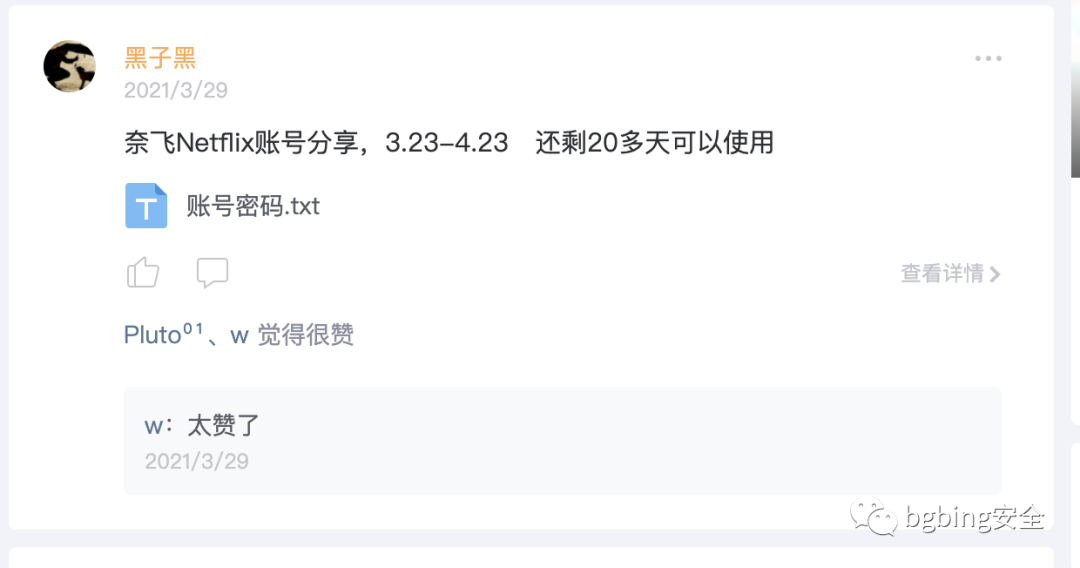 黑子黑
2021/3/29
奈飞Netflix账号分享，3.23-4.23 还剩20多天可以使用
T 账号密码.txt
查看详情
Pluto⁰¹、w 觉得很赞
w：太赞了
2021/3/29
bgbing安全